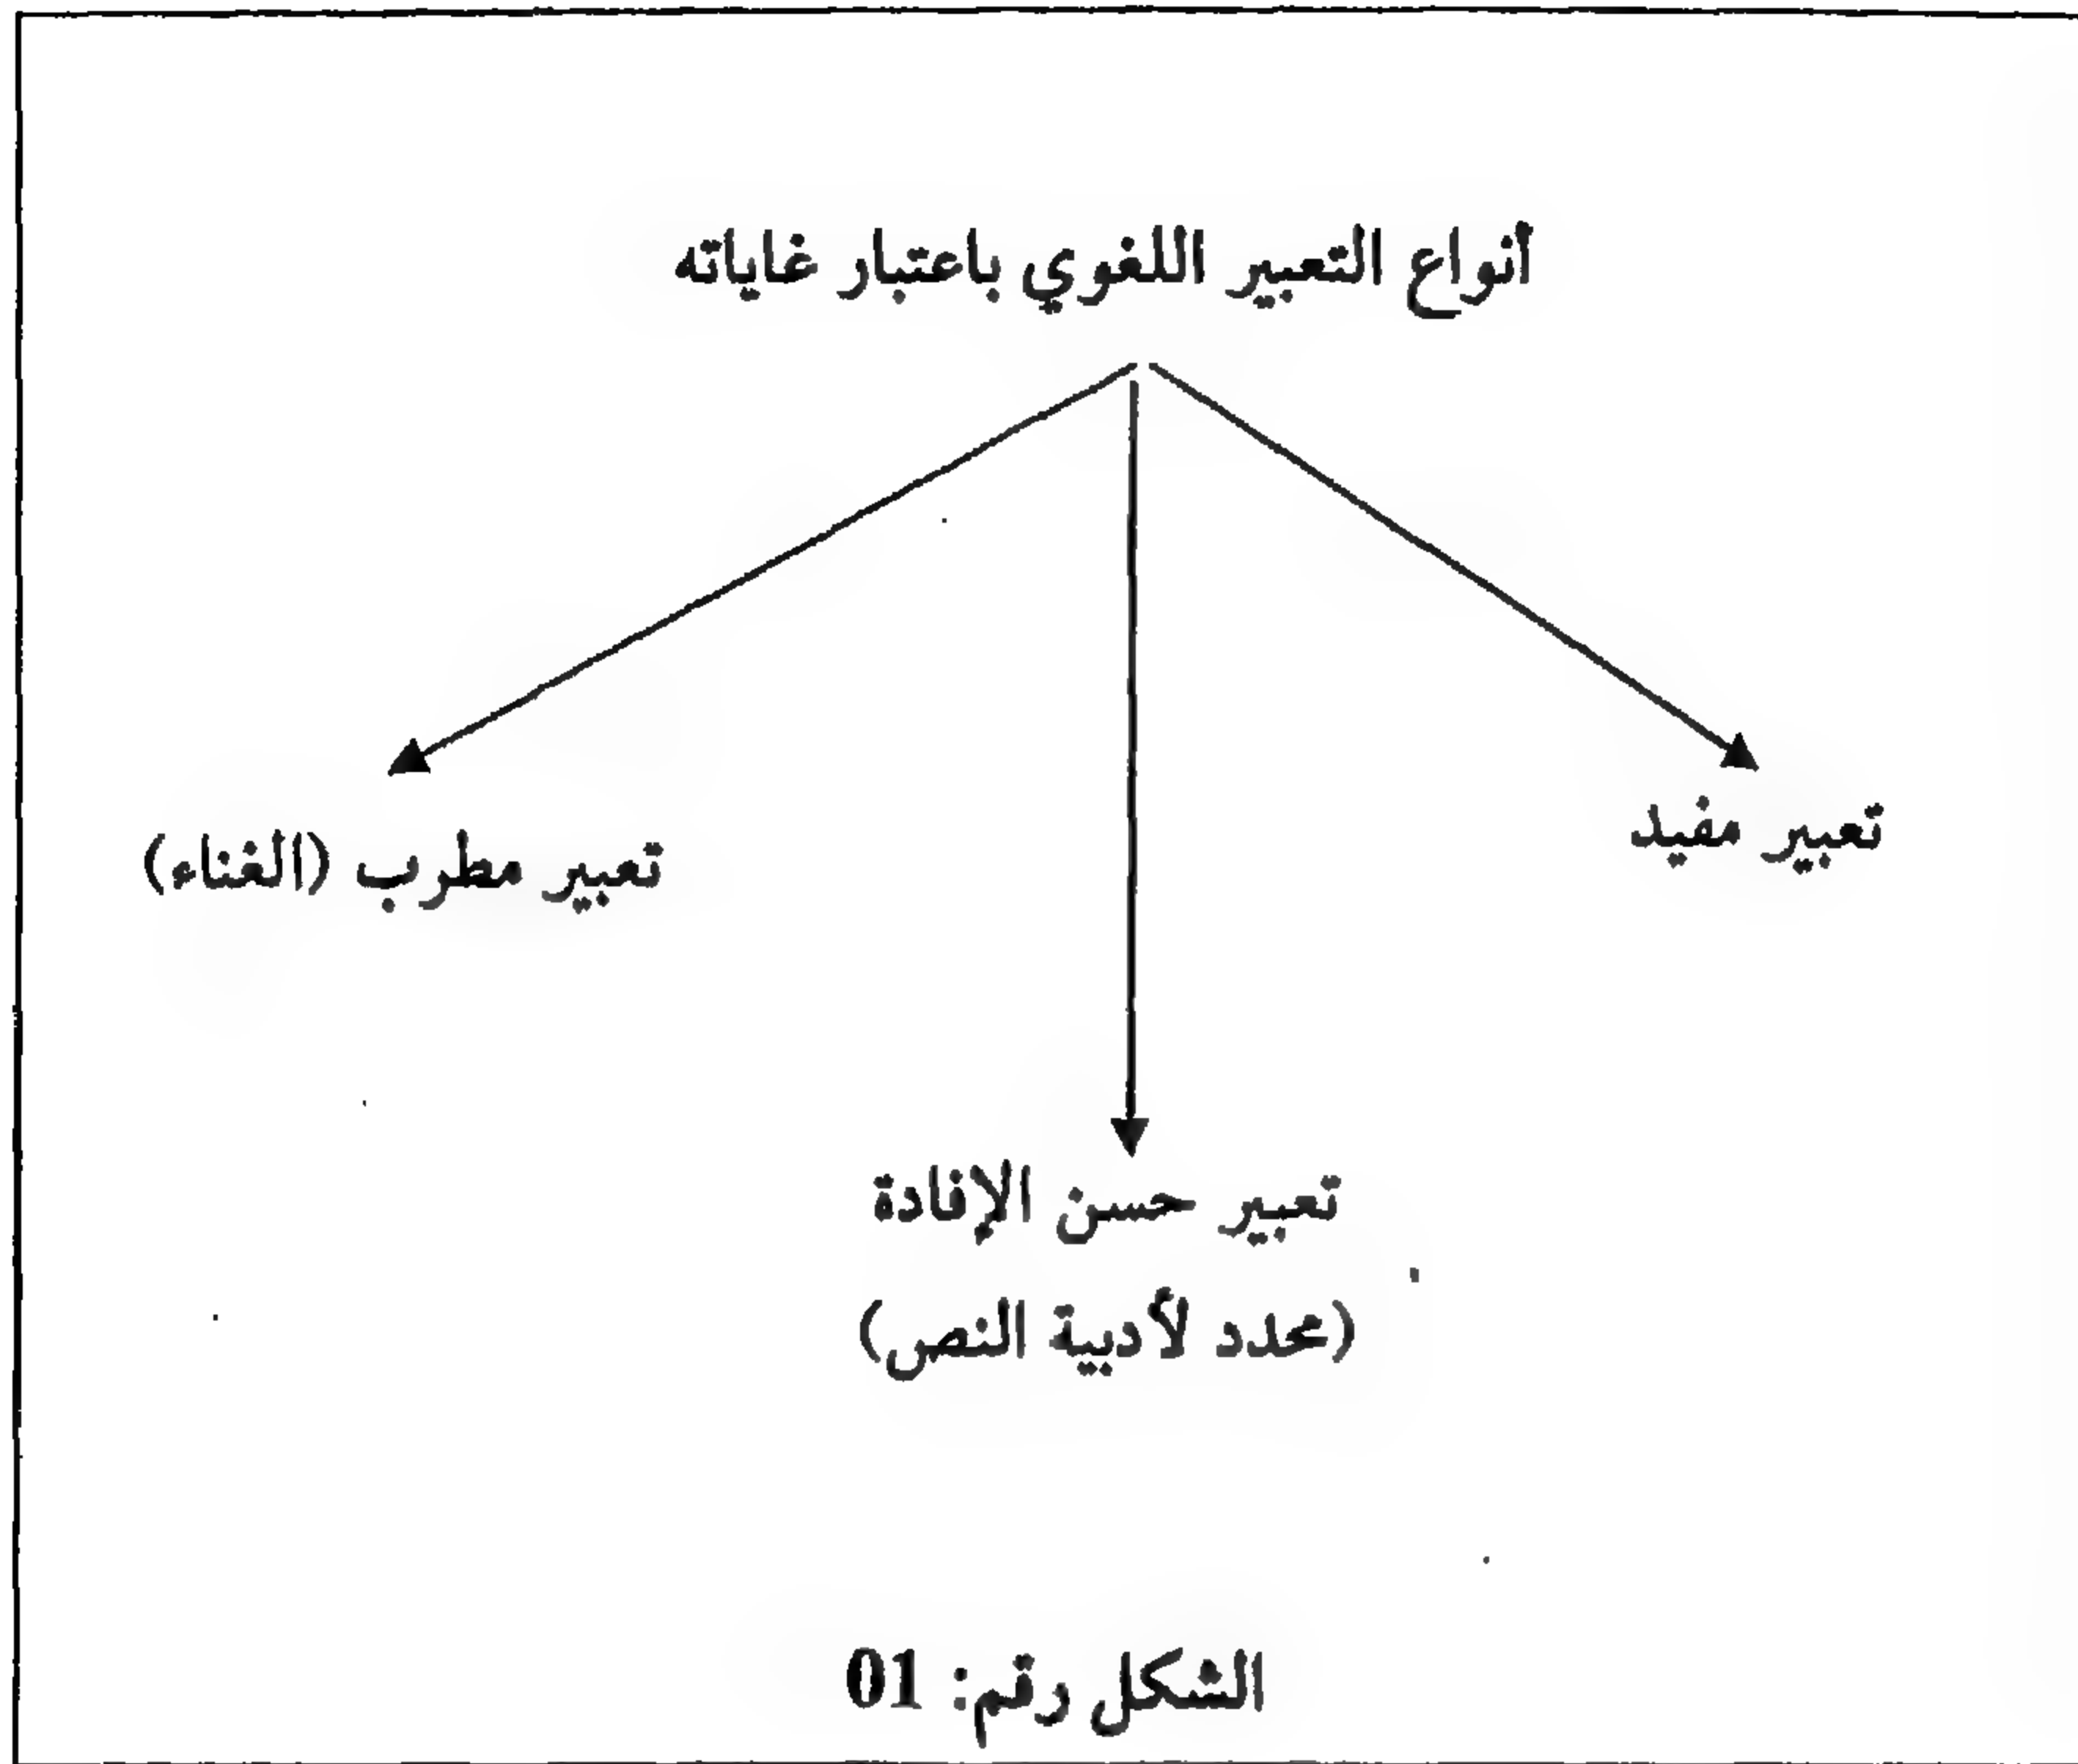 أنواع التعبير اللغوي باعتبار غاياته
تعبير مفيد
تعبير مطرب (الغناء)
تعبير حسن الإفادة
(محدد لأدبية النص)
الشكل رقم: 01